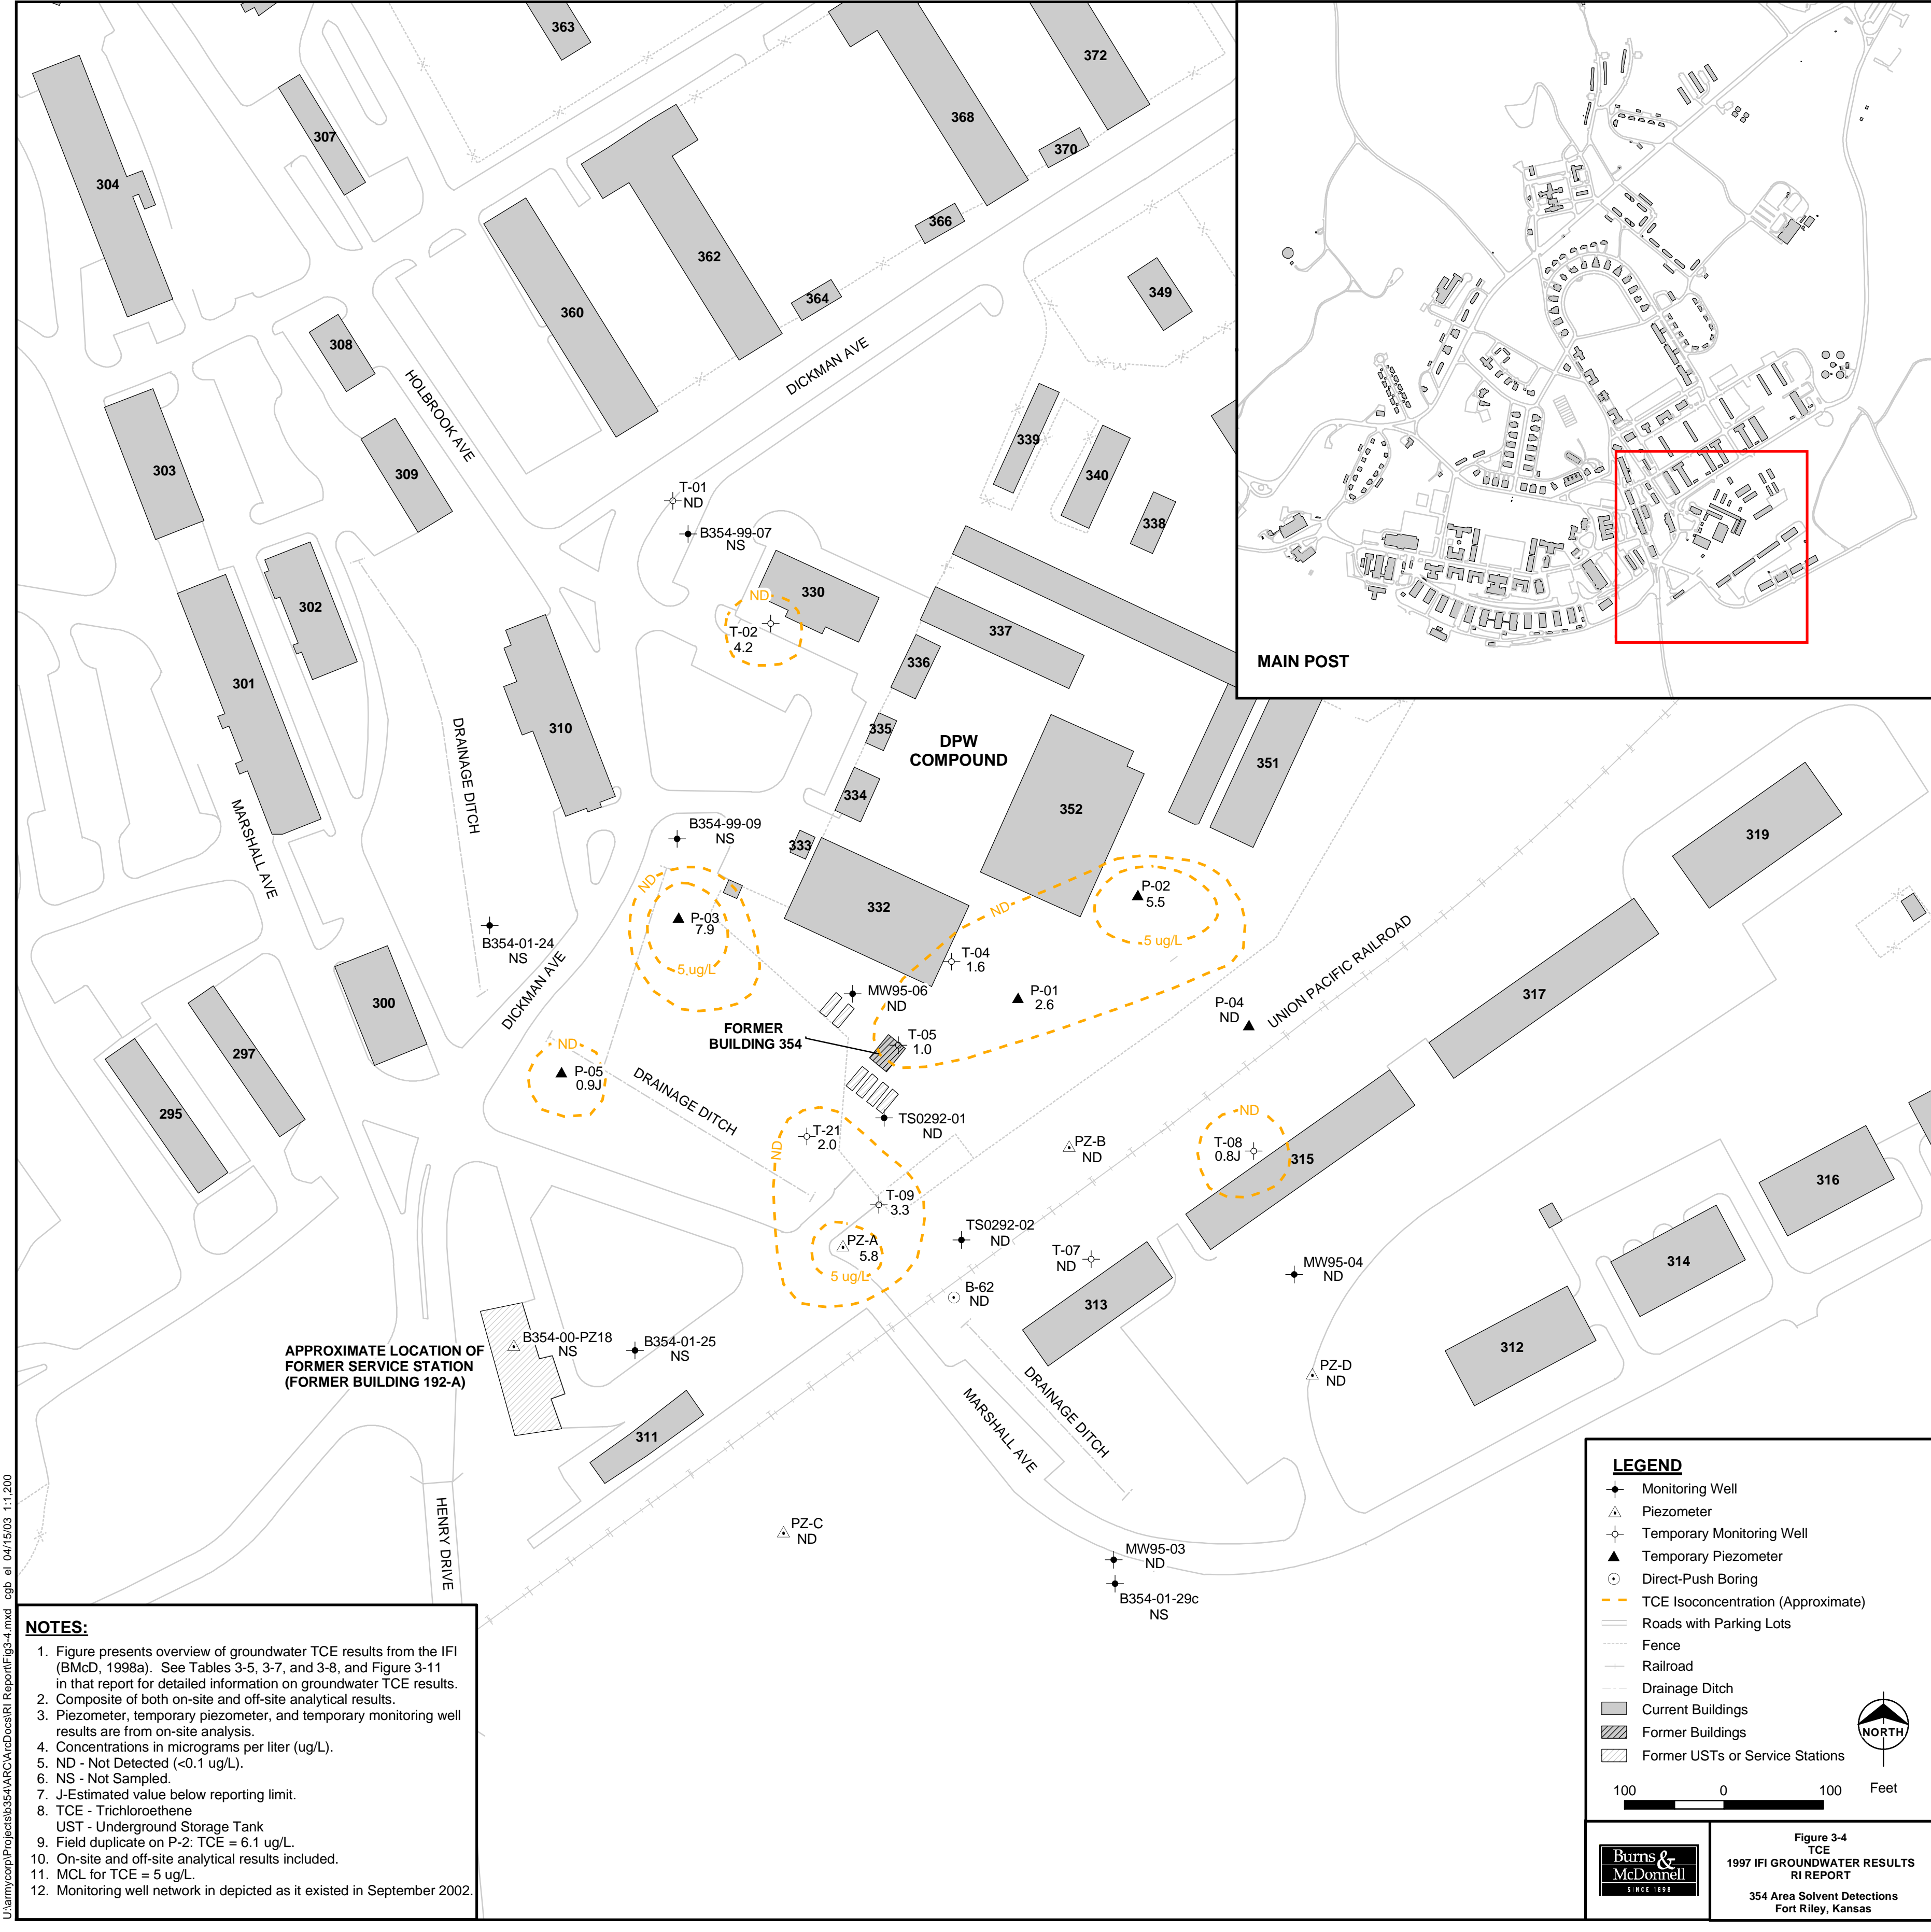 363
372
368
307
370
304
366
362
349
364
360
308
DICKMAN AVE
HOLBROOK AVE
339
303
309
340
T-01
ND
338
B354-99-07
NS
330
ND
302
T-02
4.2
337
336
301
MAIN POST
310
335
DRAINAGE DITCH
DPW
COMPOUND
351
334
352
319
MARSHALL AVE
B354-99-09
NS
333
ND
P-02
5.5
332
ND
P-03
7.9
5 ug/L
UNION PACIFIC RAILROAD
B354-01-24
NS
T-04
1.6
5 ug/L
DICKMAN AVE
300
MW95-06
ND
P-01
2.6
P-04
ND
317
FORMER
BUILDING 354
T-05
1.0
297
ND
P-05
0.9J
DRAINAGE DITCH
295
TS0292-01
ND
ND
T-21
2.0
ND
PZ-B
ND
T-08
0.8J
315
316
T-09
3.3
TS0292-02
ND
PZ-A
5.8
5 ug/L
T-07
ND
MW95-04
ND
314
B-62
ND
313
B354-00-PZ18
NS
B354-01-25
NS
APPROXIMATE LOCATION OF
FORMER SERVICE STATION
(FORMER BUILDING 192-A)
312
PZ-D
ND
DRAINAGE DITCH
MARSHALL AVE
311
HENRY DRIVE
PZ-C
ND
MW95-03
ND
B354-01-29c
NS
LEGEND
Monitoring Well
Piezometer
Temporary Monitoring Well
Temporary Piezometer
Direct-Push Boring
TCE Isoconcentration (Approximate)
Roads with Parking Lots
Fence
Railroad
Drainage Ditch
Current Buildings
Former Buildings
Former USTs or Service Stations
NORTH
100 0 100 Feet
NOTES:
1. Figure presents overview of groundwater TCE results from the IFI
(BMcD, 1998a). See Tables 3-5, 3-7, and 3-8, and Figure 3-11
in that report for detailed information on groundwater TCE results.
2. Composite of both on-site and off-site analytical results.
3. Piezometer, temporary piezometer, and temporary monitoring well
results are from on-site analysis.
4. Concentrations in micrograms per liter (ug/L).
5. ND - Not Detected (<0.1 ug/L).
6. NS - Not Sampled.
7. J-Estimated value below reporting limit.
8. TCE - Trichloroethene
UST - Underground Storage Tank
9. Field duplicate on P-2: TCE = 6.1 ug/L.
10. On-site and off-site analytical results included.
11. MCL for TCE = 5 ug/L.
12. Monitoring well network in depicted as it existed in September 2002.
Burns &
McDonnell
SINCE 1898
Figure 3-4
TCE
1997 IFI GROUNDWATER RESULTS
RI REPORT
354 Area Solvent Detections
Fort Riley, Kansas
U:\armycorp\Projects\b354\ARC\ArcDocs\RI Report\Fig3-4.mxd cgb el 04/15/03 1:1,200